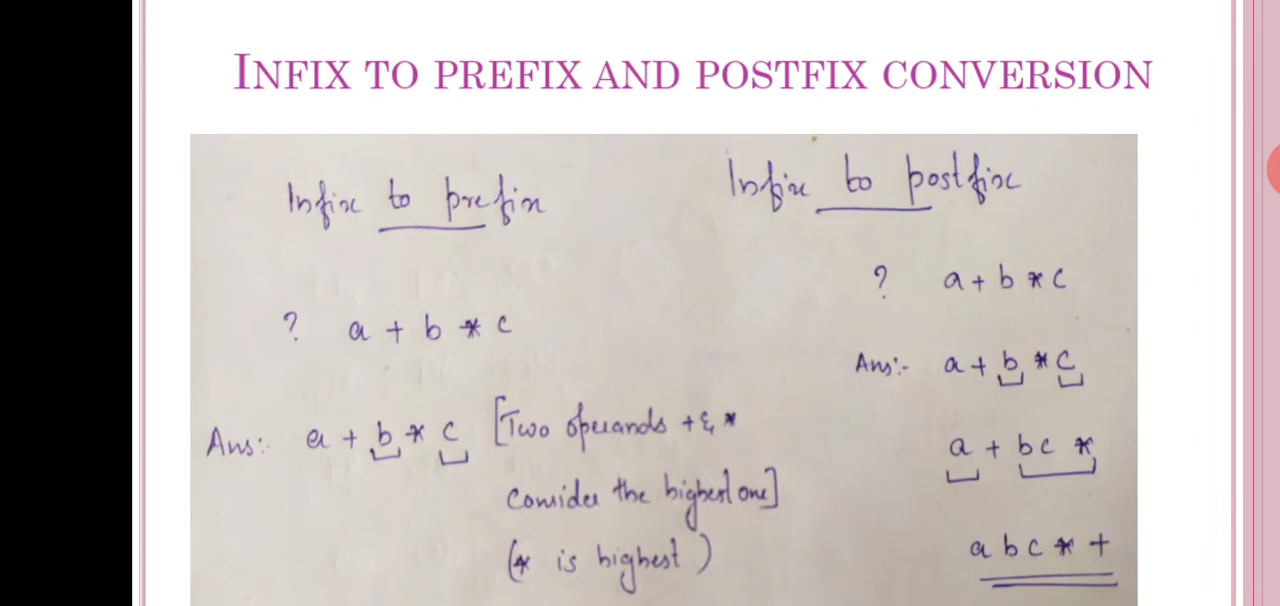 INFIX TO PREFIX AND POSTFIX CONVERSION
Infix to prefix
? a + b * c
Ans:. a + b * c [Two operands + & *
Consider the highest one]
(* is highest)
Infix to postfix
? a + b * c
Ans:- a + b * c
a + b c *
a b c * +